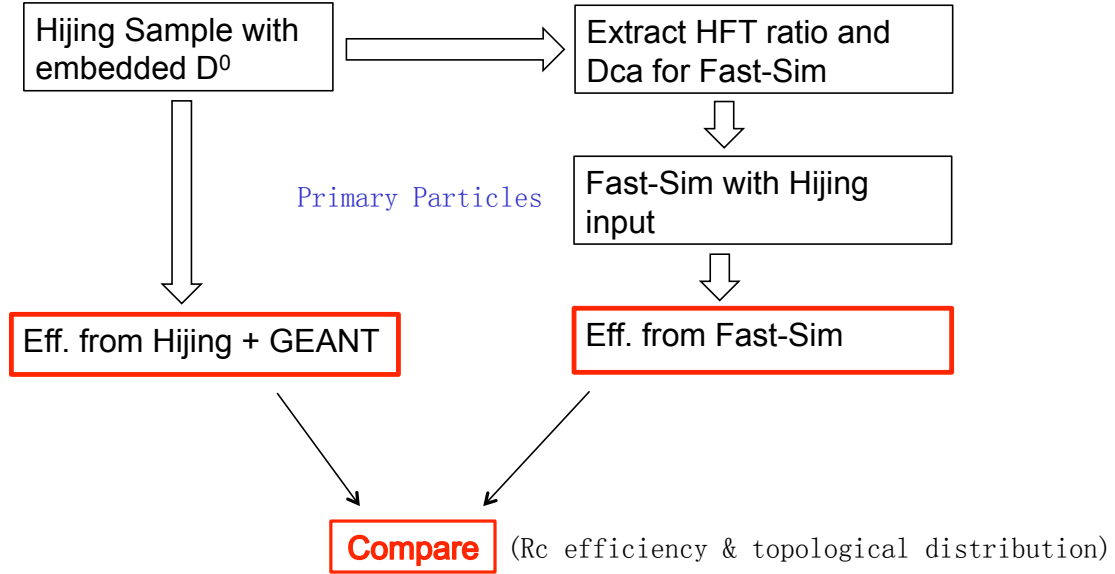 Hijing Sample with
embedded D⁰
Extract HFT ratio and
Dca for Fast-Sim
Primary Particles
Fast-Sim with Hijing
input
Eff. from Hijing + GEANT
Eff. from Fast-Sim
Compare (Rc efficiency & topological distribution)